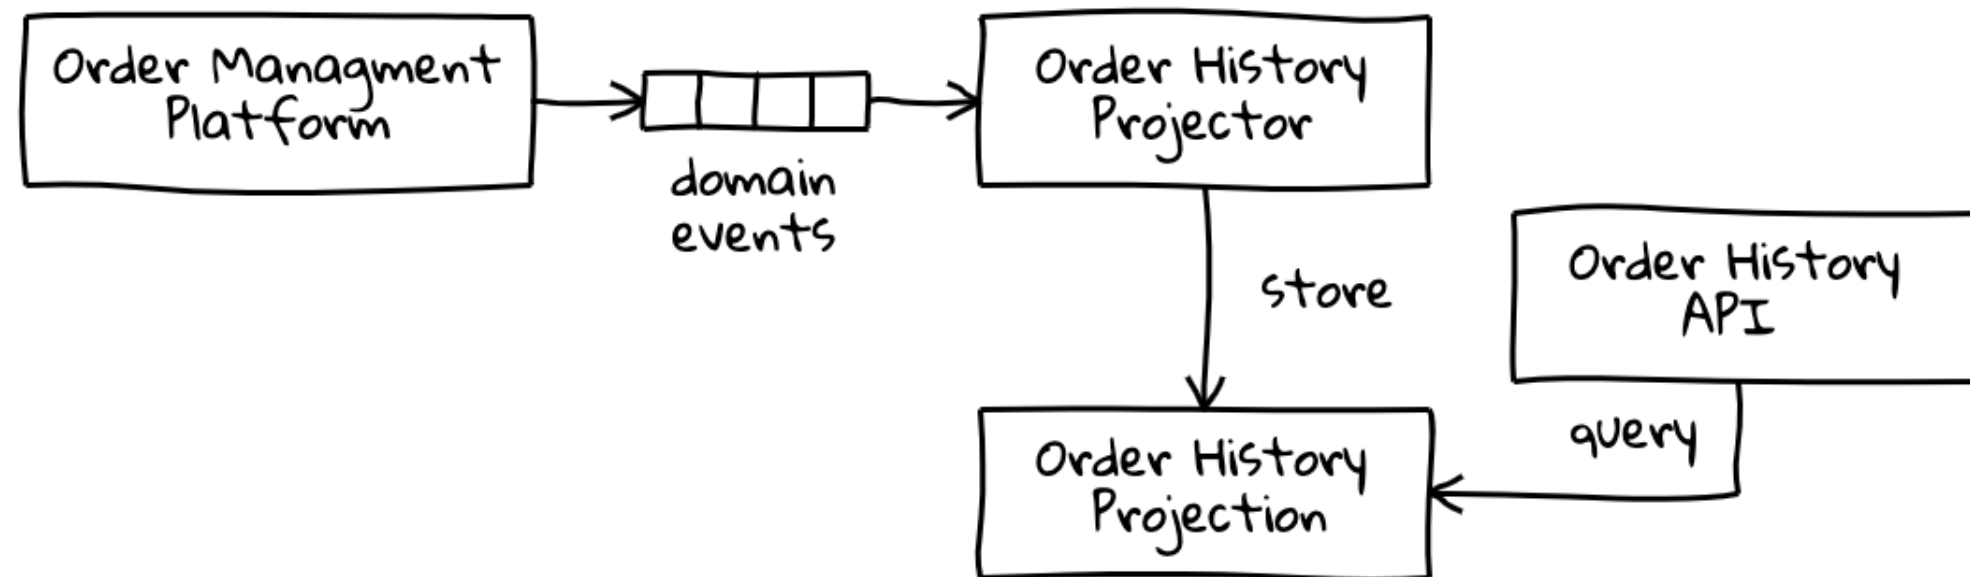 Order Managment
Platform
domain
events
Order History
Projector
store
Order History
API
query
Order History
Projection